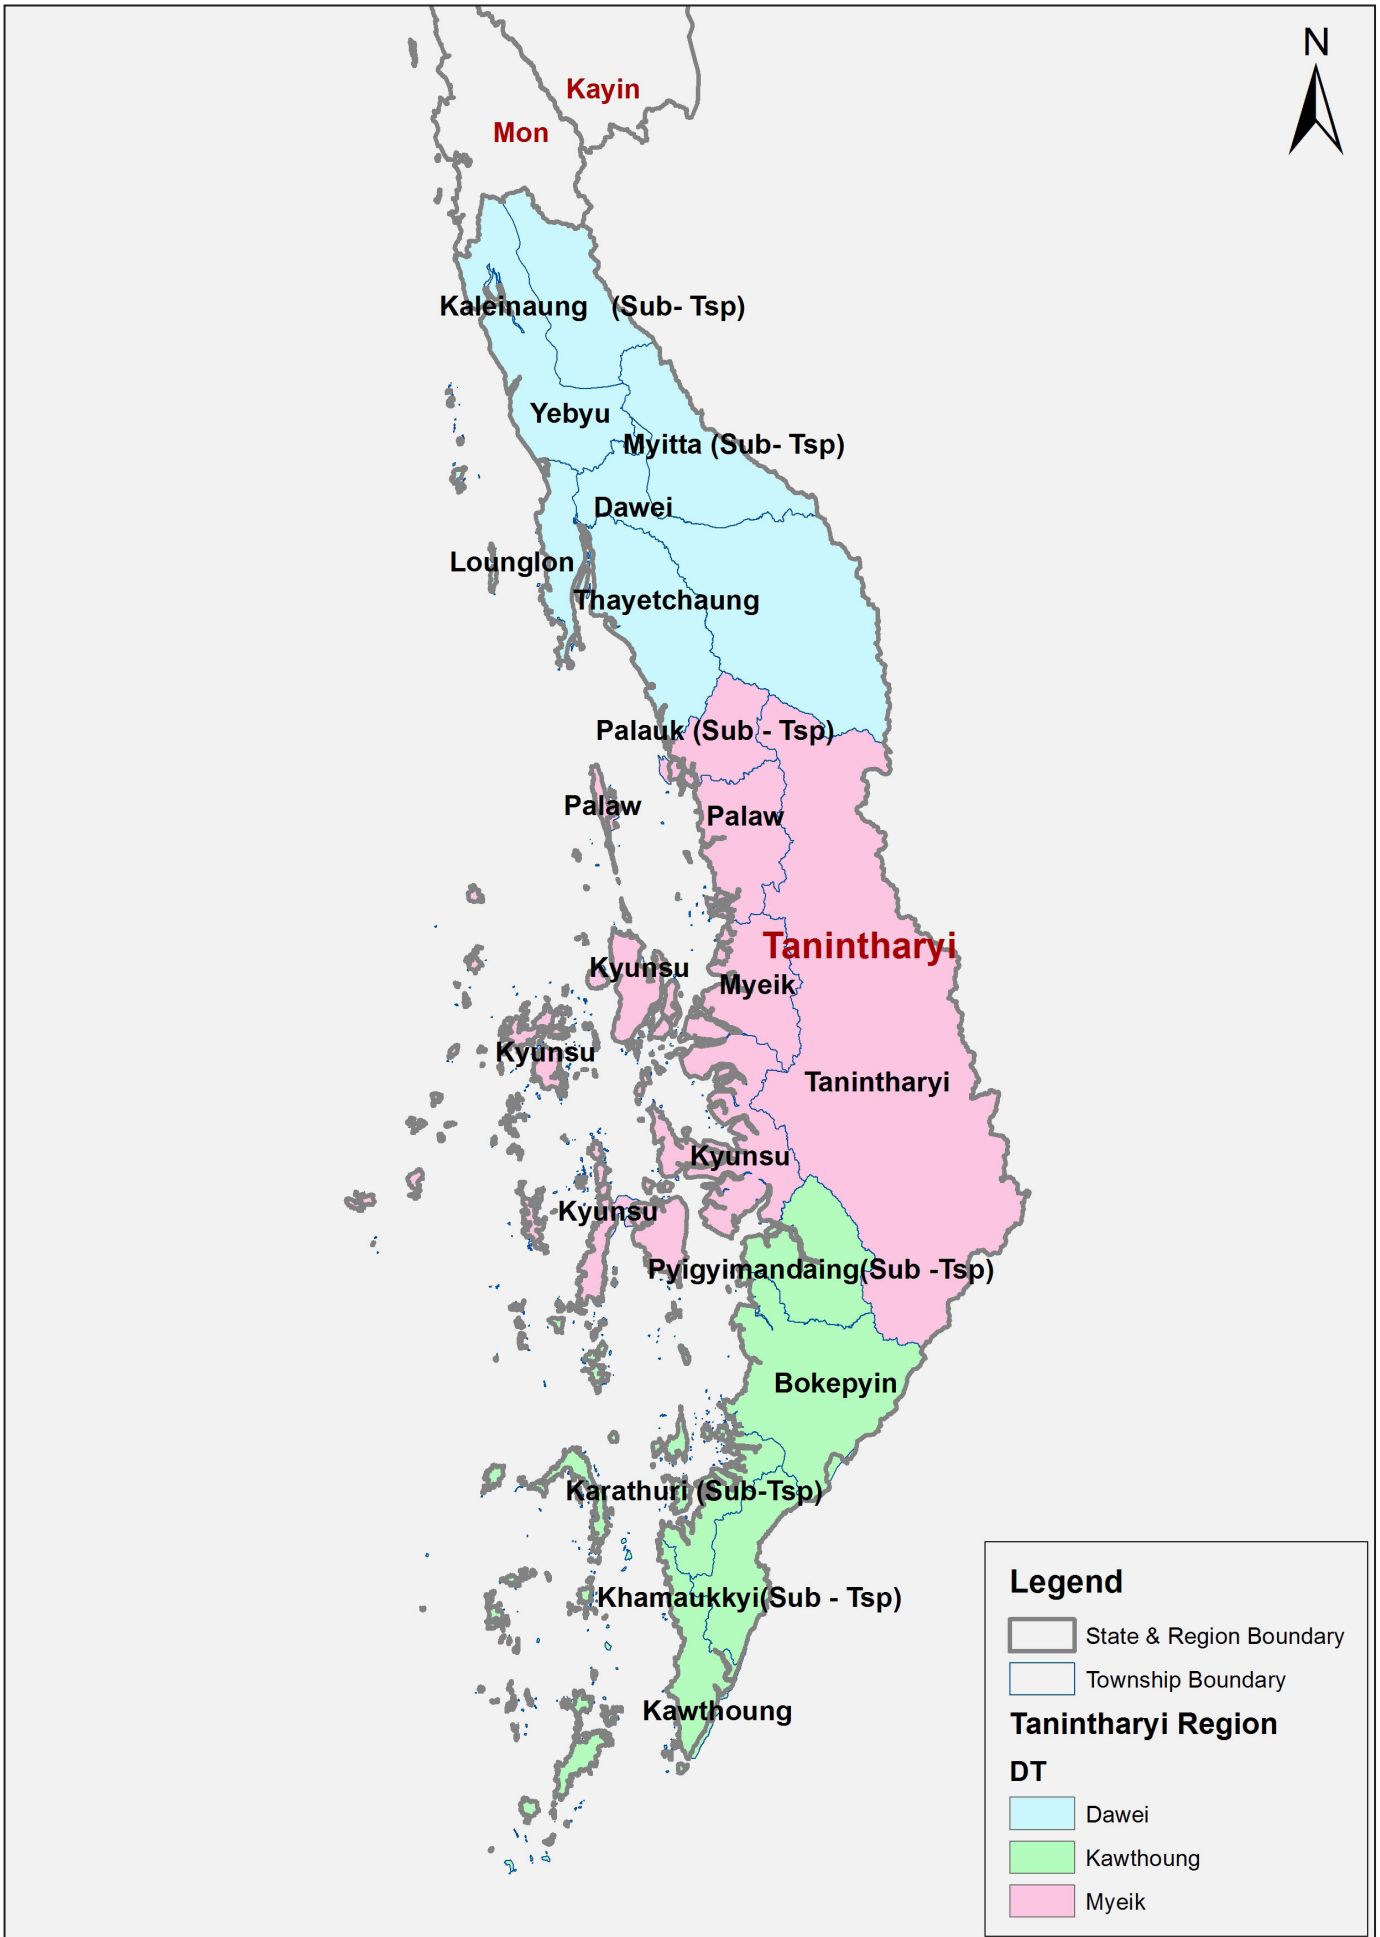 N
Kayin
Mon
Kaleinaung (Sub- Tsp)
Yebyu
Myitta (Sub- Tsp)
Dawei
Lounglon
Thayetchaung
Palauk (Sub - Tsp)
Palaw
Palaw
Tanintharyi
Kyunsu
Myeik
Kyunsu
Tanintharyi
Kyunsu
Kyunsu
Pyigyimandaing(Sub -Tsp)
Bokepyin
Karathuri (Sub-Tsp)
Khamaukkyi(Sub - Tsp)
Kawthoung
Legend
State & Region Boundary
Township Boundary
Tanintharyi Region
DT
Dawei
Kawthoung
Myeik